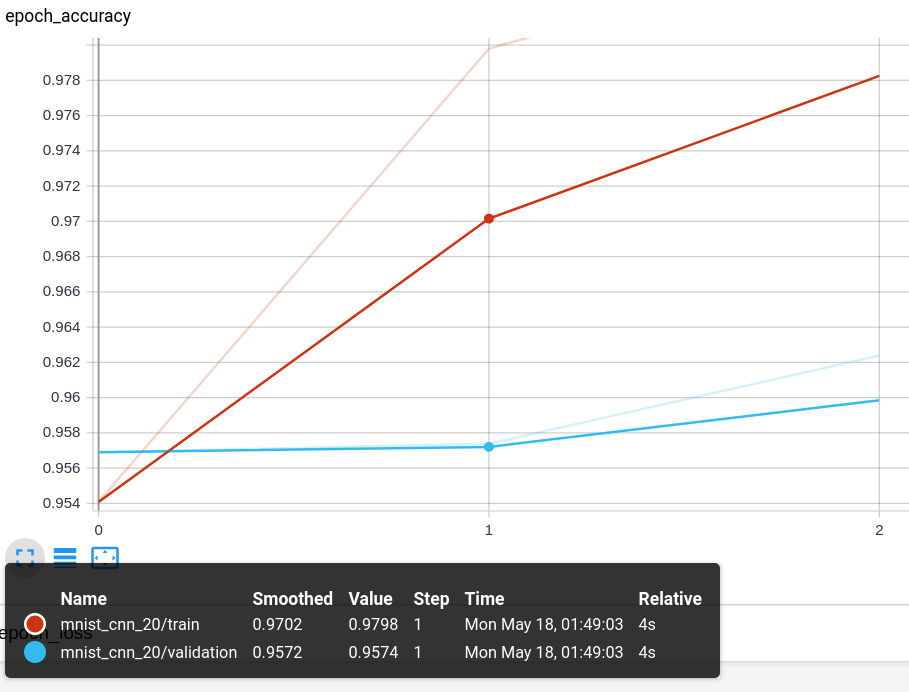 epoch_accuracy
0.978
0.976
0.974
0.972
0.97
0.968
0.966
0.964
0.962
0.96
0.958
0.956
0.954
0 1 2
Name Smoothed Value Step Time Relative
mnist_cnn_20/train 0.9702 0.9798 1 Mon May 18, 01:49:03 4s
epoch_loss
mnist_cnn_20/validation 0.9572 0.9574 1 Mon May 18, 01:49:03 4s